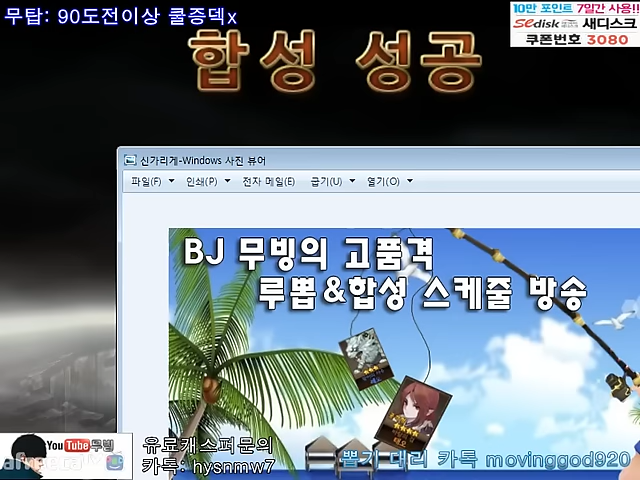 무탑: 90도전이상 쿨증덱x
10만 포인트 7일간 사용!!
Sedisk 새디스크
쿠폰번호 3080
합성 성공
신가리게-Windows 사진 뷰어
파일(F) 인쇄(P) 전자 메일(E) 굽기(U) 열기(O)
BJ 무빙의 고품격
루뽑&합성 스케줄 방송
YouTube 무빙
afreeca
유료캐스퍼문의
카톡: hysnmw7
뽑기 대리 카톡 movinggod920